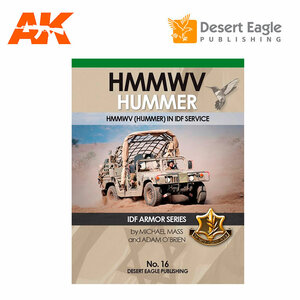 AK
Desert Eagle
PUBLISHING
HMMWV
HUMMER
HMMWV (HUMMER) IN IDF SERVICE
IDF ARMOR SERIES
by MICHAEL MASS
and ADAM O'BRIEN
No. 16
DESERT EAGLE PUBLISHING